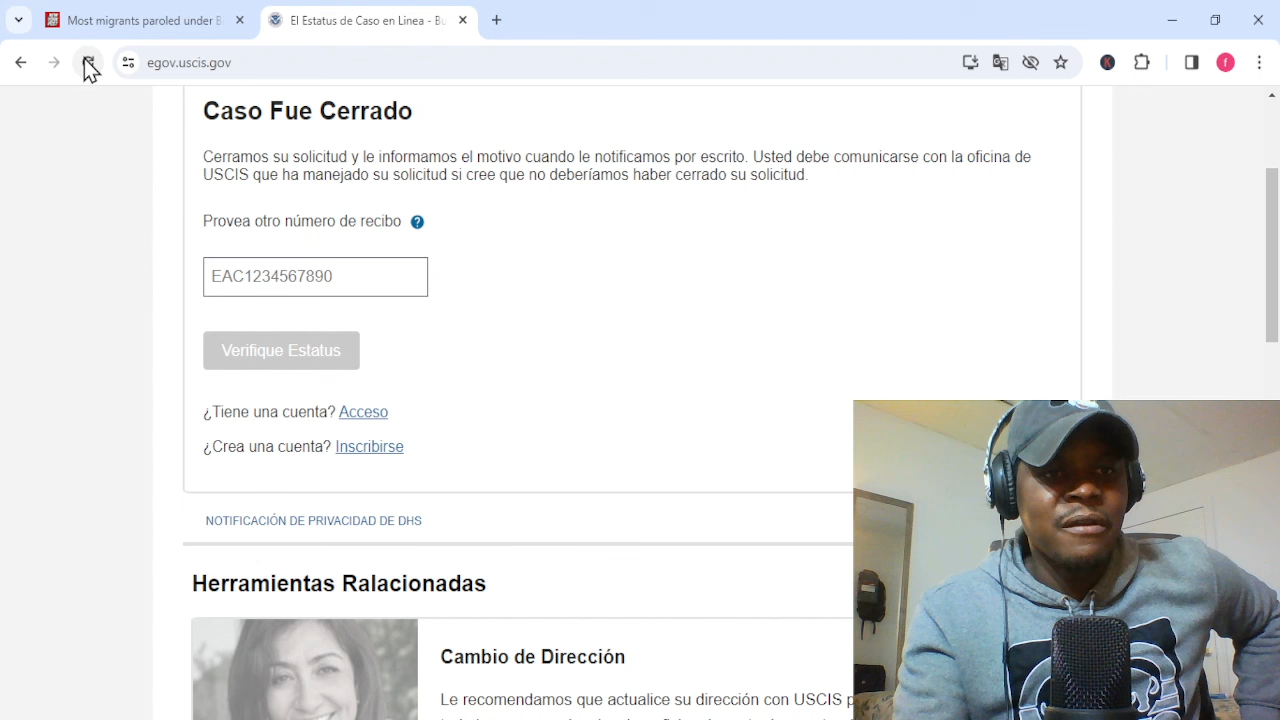 Most migrants paroled under B
El Estatus de Caso en Linea - Bu
egov.uscis.gov
K
f
Caso Fue Cerrado
Cerramos su solicitud y le informamos el motivo cuando le notificamos por escrito. Usted debe comunicarse con la oficina de
USCIS que ha manejado su solicitud si cree que no deberíamos haber cerrado su solicitud.
Provea otro número de recibo ?
EAC1234567890
Verifique Estatus
¿Tiene una cuenta? Acceso
¿Crea una cuenta? Inscribirse
NOTIFICACIÓN DE PRIVACIDAD DE DHS
Herramientas Ralacionadas
Cambio de Dirección
Le recomendamos que actualice su dirección con USCIS p